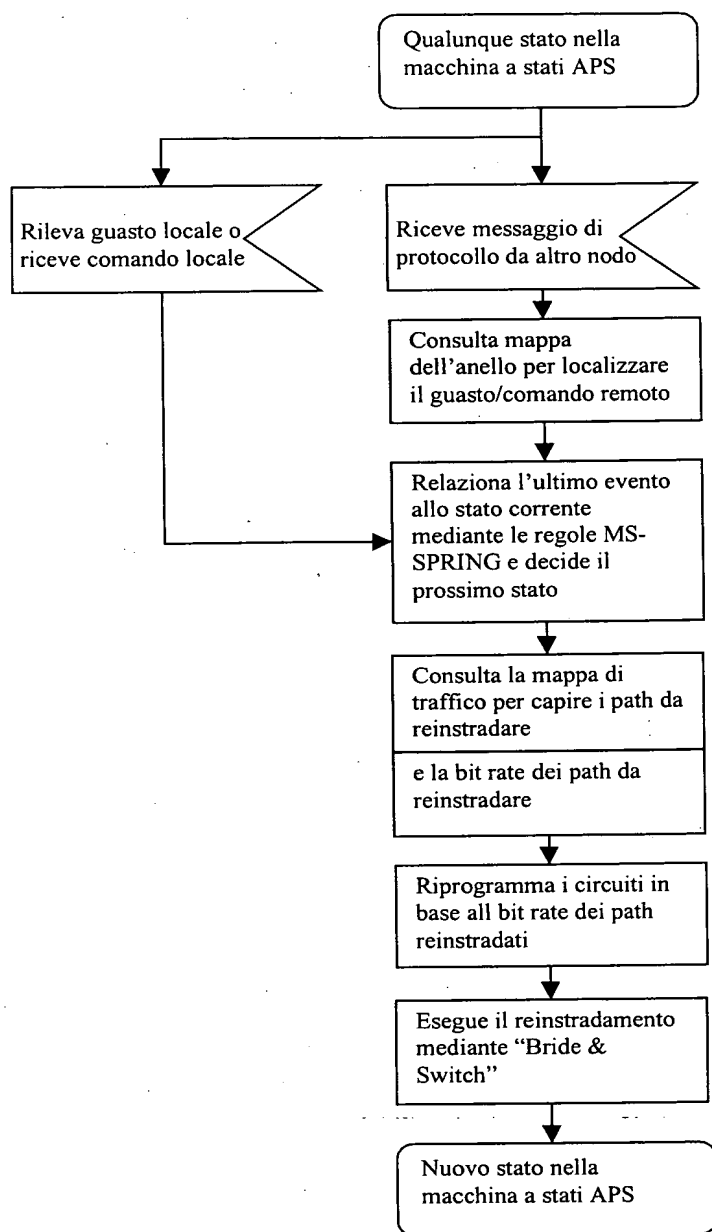 Qualunque stato nella
macchina a stati APS
Rileva guasto locale o
riceve comando locale
Riceve messaggio di
protocollo da altro nodo
Consulta mappa
dell'anello per localizzare
il guasto/comando remoto
Relaziona l'ultimo evento
allo stato corrente
mediante le regole MS-
SPRING e decide il
prossimo stato
Consulta la mappa di
traffico per capire i path da
reinstradare
e la bit rate dei path da
reinstradare
Riprogramma i circuiti in
base all bit rate dei path
reinstradati
Esegue il reinstradamento
mediante “Bride &
Switch”
Nuovo stato nella
macchina a stati APS